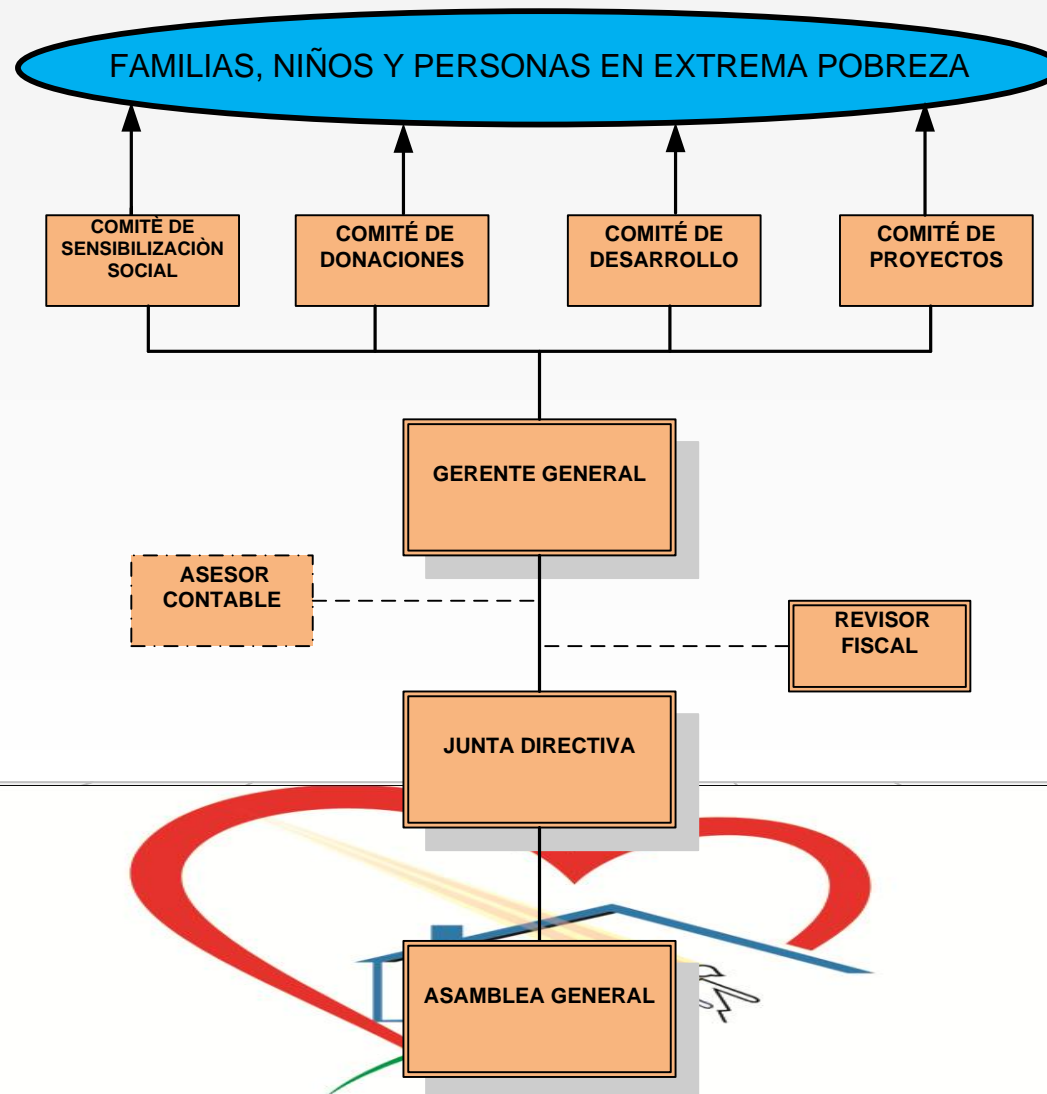 FAMILIAS, NIÑOS Y PERSONAS EN EXTREMA POBREZA
COMITÈ DE
SENSIBILIZACIÒN
SOCIAL
COMITÉ DE
DONACIONES
COMITÉ DE
DESARROLLO
COMITÉ DE
PROYECTOS
GERENTE GENERAL
ASESOR
CONTABLE
REVISOR
FISCAL
JUNTA DIRECTIVA
ASAMBLEA GENERAL